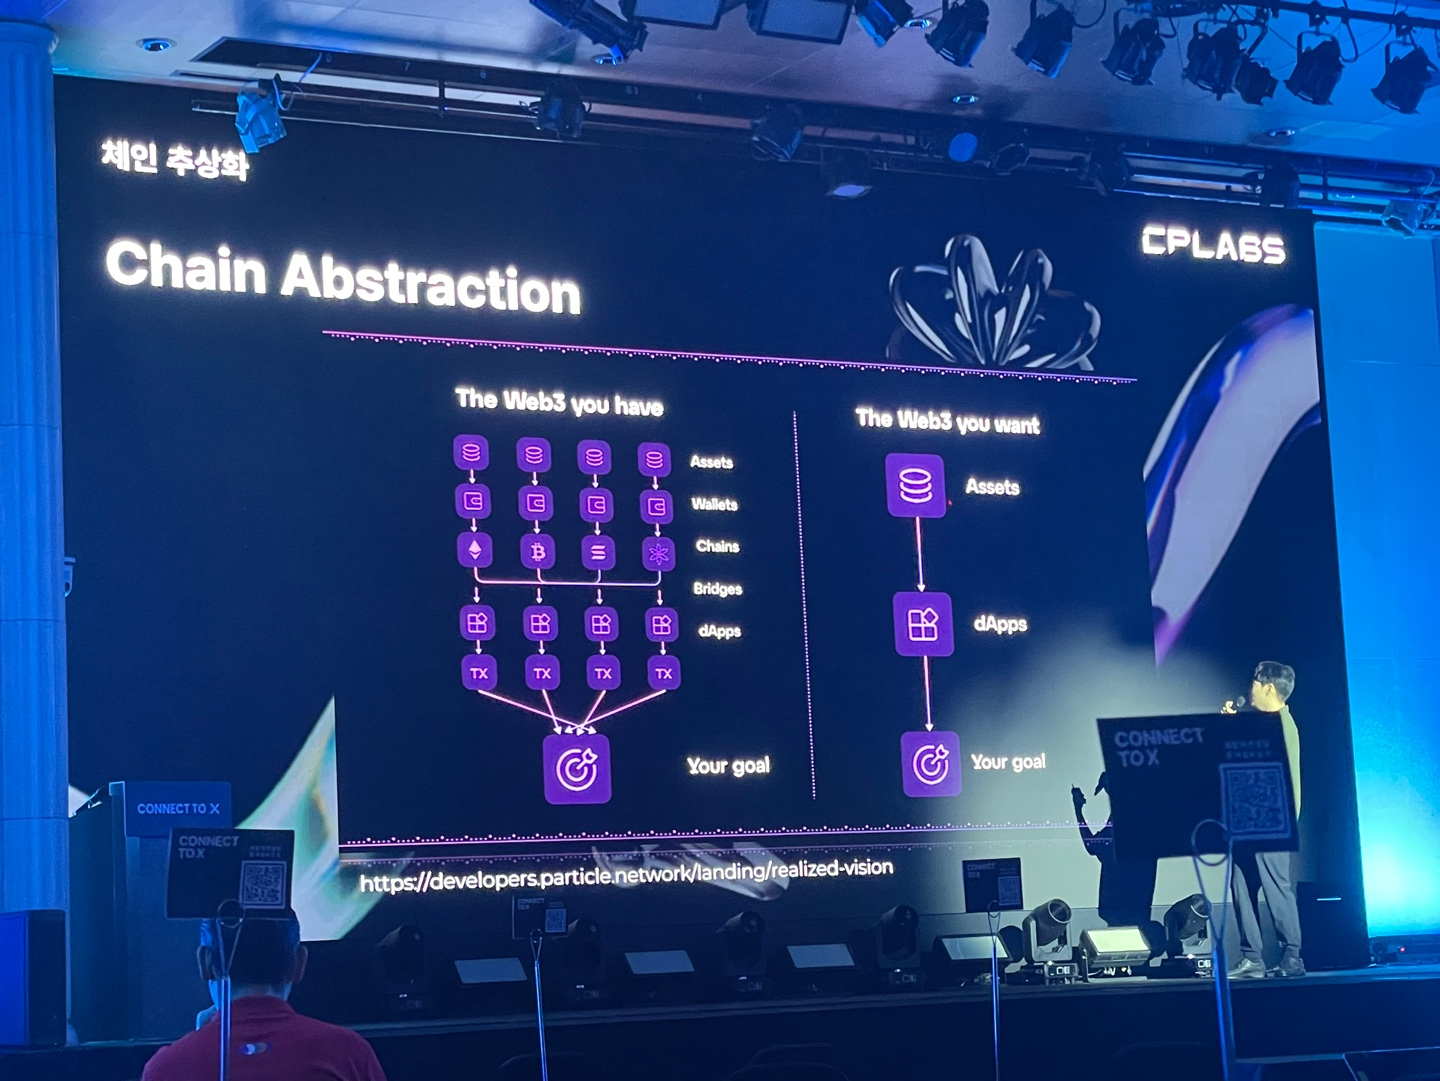 체인 추상화
CPLABS
Chain Abstraction
The Web3 you have
Assets
Wallets
Chains
Bridges
dApps
TX TX TX TX
Your goal
The Web3 you want
Assets
dApps
Your goal
https://developers.particle.network/landing/realized-vision
CONNECT TO X
CONNECT
TO X
CONNECT
TO X
CONNECT
TO X